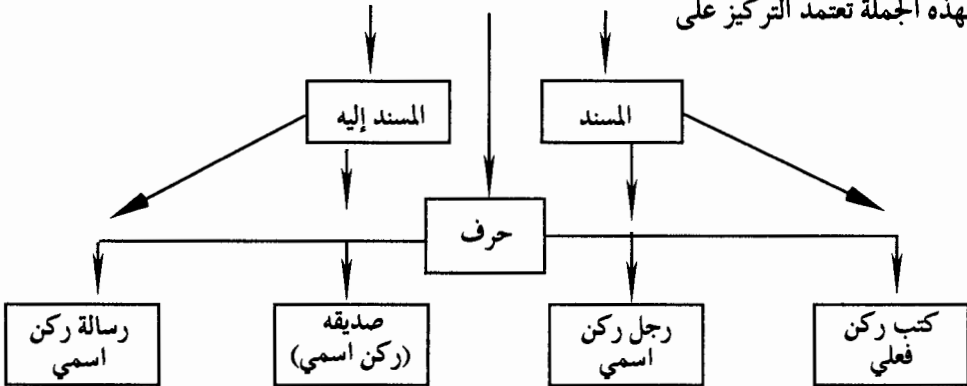 فهذه الجملة تعتمد التركيز على
المسند
المسند إليه
حرف
كتب ركن
فعلي
رجل ركن
اسمي
صديقه
(ركن اسمي)
رسالة ركن
اسمي